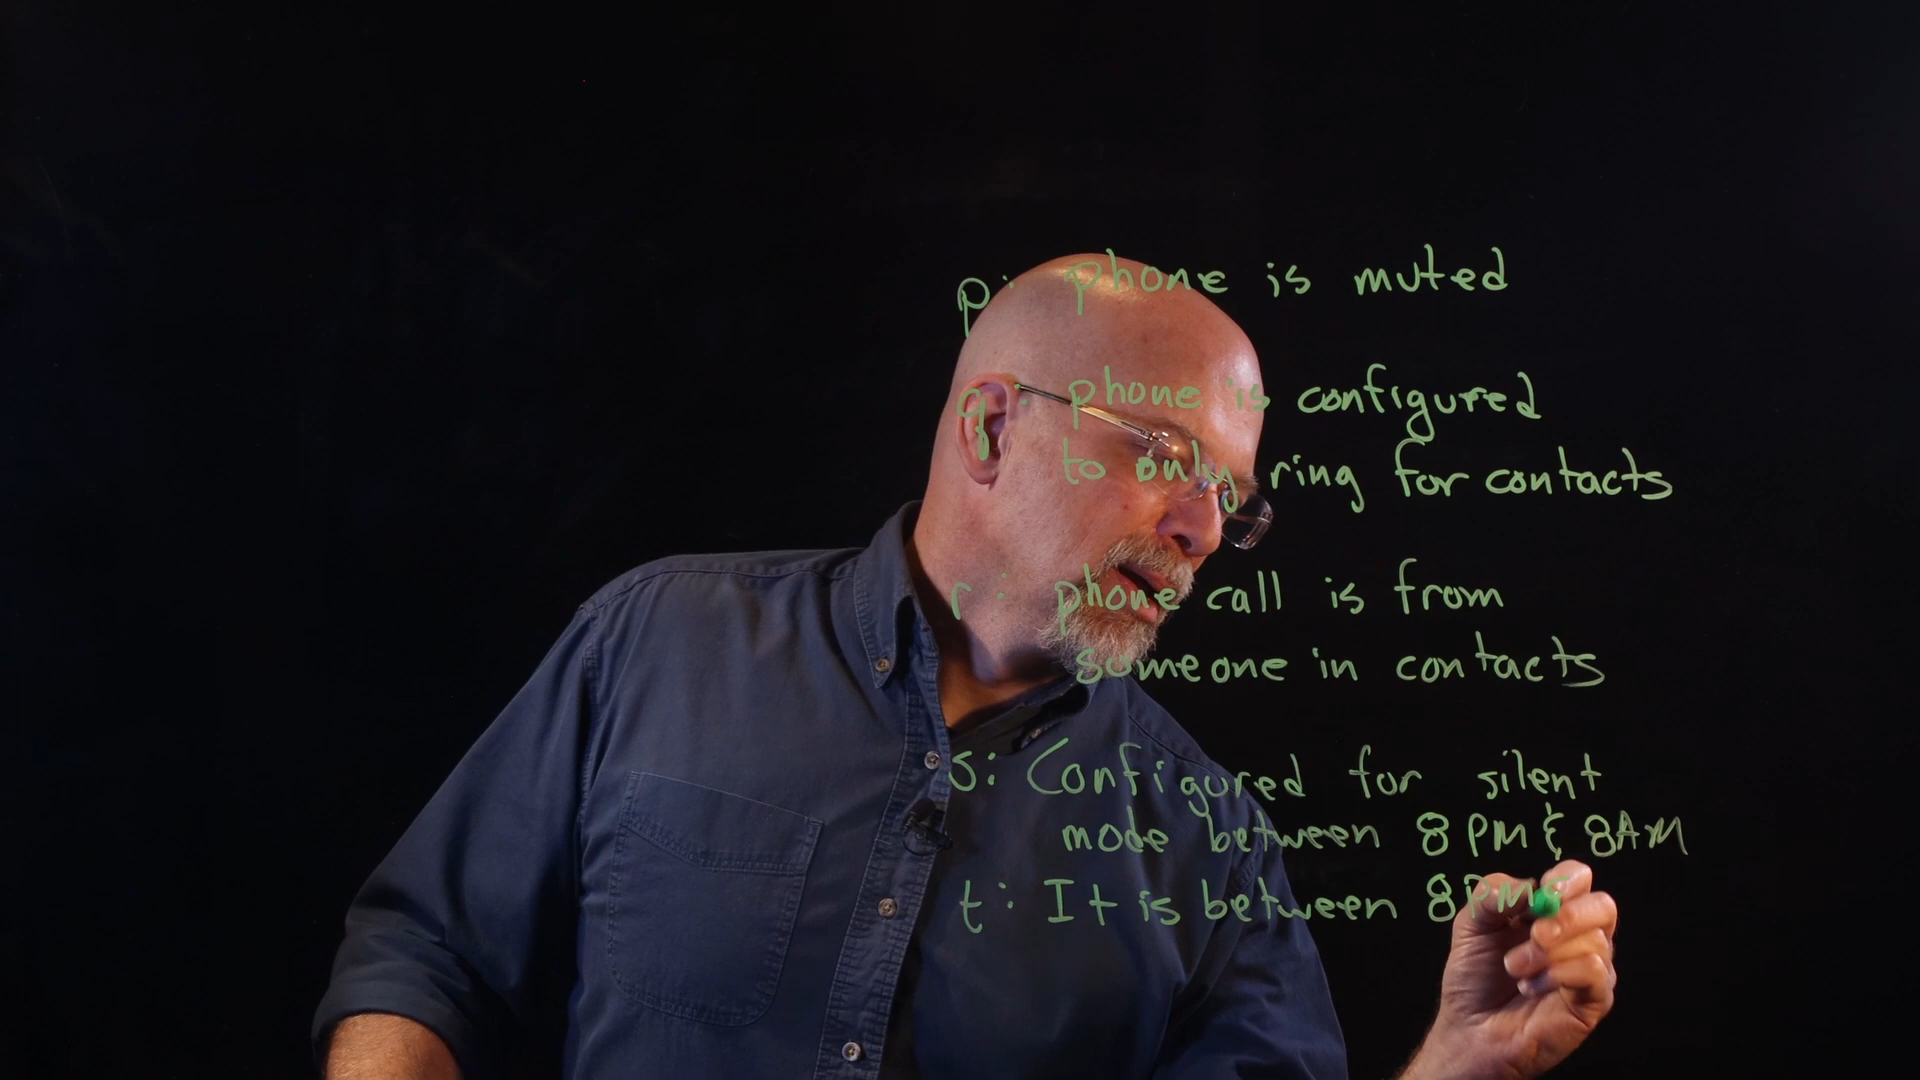 p: phone is muted
q: phone is configured
to only ring for contacts
r: phone call is from
someone in contacts
s: Configured for silent
mode between 8 PM & 8AM
t: It is between 8PM